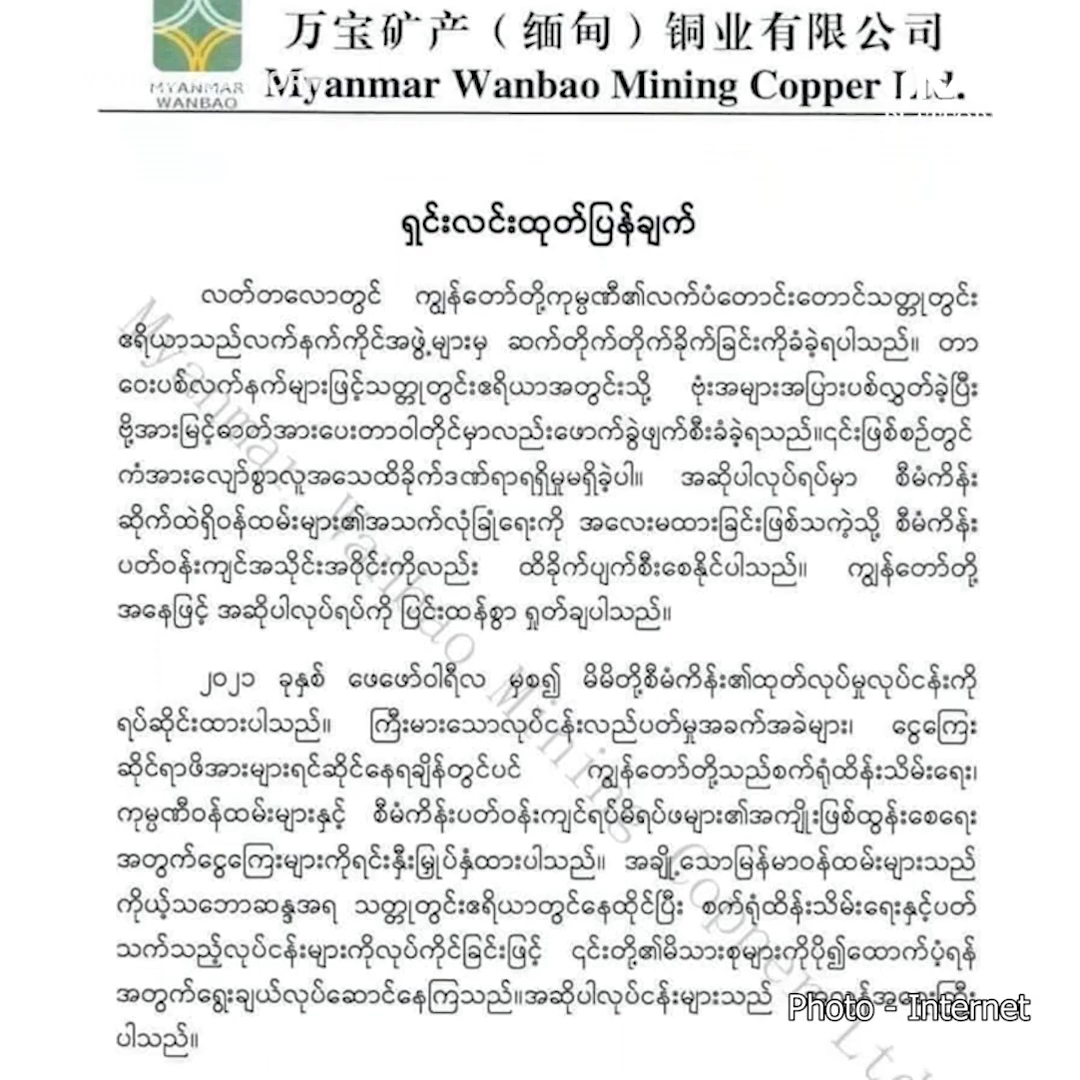 万宝矿产（缅甸）铜业有限公司
MYANMAR
WANBAO
Myanmar Wanbao Mining Copper Ltd.
ရှင်းလင်းထုတ်ပြန်ချက်
လတ်တလောတွင် ကျွန်တော်တို့ကုမ္ပဏီ၏လက်ပံတောင်းတောင်သတ္တုတွင်း
ဧရိယာသည်လက်နက်ကိုင်အဖွဲ့များမှ ဆက်တိုက်တိုက်ခိုက်ခြင်းကိုခံခဲ့ရပါသည်။ တာ
ဝေးပစ်လက်နက်များဖြင့်သတ္တုတွင်းဧရိယာအတွင်းသို့ ဗုံးအများအပြားပစ်လွှတ်ခဲ့ပြီး
ဗို့အားမြင့်ဓာတ်အားပေးတာဝါတိုင်မှာလည်းဖောက်ခွဲဖျက်စီးခံခဲ့ရသည်။၎င်းဖြစ်စဉ်တွင်
ကံအားလျော်စွာလူအသေထိခိုက်ဒဏ်ရာရရှိမှုမရှိခဲ့ပါ။ အဆိုပါလုပ်ရပ်မှာ စီမံကိန်း
ဆိုက်ထဲရှိဝန်ထမ်းများ၏အသက်လုံခြုံရေးကို အလေးမထားခြင်းဖြစ်သကဲ့သို့ စီမံကိန်း
ပတ်ဝန်းကျင်အသိုင်းအဝိုင်းကိုလည်း ထိခိုက်ပျက်စီးစေနိုင်ပါသည်။ ကျွန်တော်တို့
အနေဖြင့် အဆိုပါလုပ်ရပ်ကို ပြင်းထန်စွာ ရှုတ်ချပါသည်။
၂၀၂၁ ခုနှစ် ဖေဖော်ဝါရီလ မှစ၍ မိမိတို့စီမံကိန်း၏ထုတ်လုပ်မှုလုပ်ငန်းကို
ရပ်ဆိုင်းထားပါသည်။ ကြီးမားသောလုပ်ငန်းလည်ပတ်မှုအခက်အခဲများ၊ ငွေကြေး
ဆိုင်ရာဖိအားများရင်ဆိုင်နေရချိန်တွင်ပင် ကျွန်တော်တို့သည်စက်ရုံထိန်းသိမ်းရေး၊
ကုမ္ပဏီဝန်ထမ်းများနှင့် စီမံကိန်းပတ်ဝန်းကျင်ရပ်မိရပ်ဖများ၏အကျိုးဖြစ်ထွန်းစေရေး
အတွက်ငွေကြေးများကိုရင်းနှီးမြှုပ်နှံထားပါသည်။ အချို့သောမြန်မာဝန်ထမ်းများသည်
ကိုယ့်သဘောဆန္ဒအရ သတ္တုတွင်းဧရိယာတွင်နေထိုင်ပြီး စက်ရုံထိန်းသိမ်းရေးနှင့်ပတ်
သက်သည့်လုပ်ငန်းများကိုလုပ်ကိုင်ခြင်းဖြင့် ၎င်းတို့၏မိသားစုများကိုပို၍ထောက်ပံ့ရန်
အတွက်ရွေးချယ်လုပ်ဆောင်နေကြသည်။အဆိုပါလုပ်ငန်းများသည်
ပါသည်။
Photo - Internet
Myanmar Wanbao Mining Copper Ltd